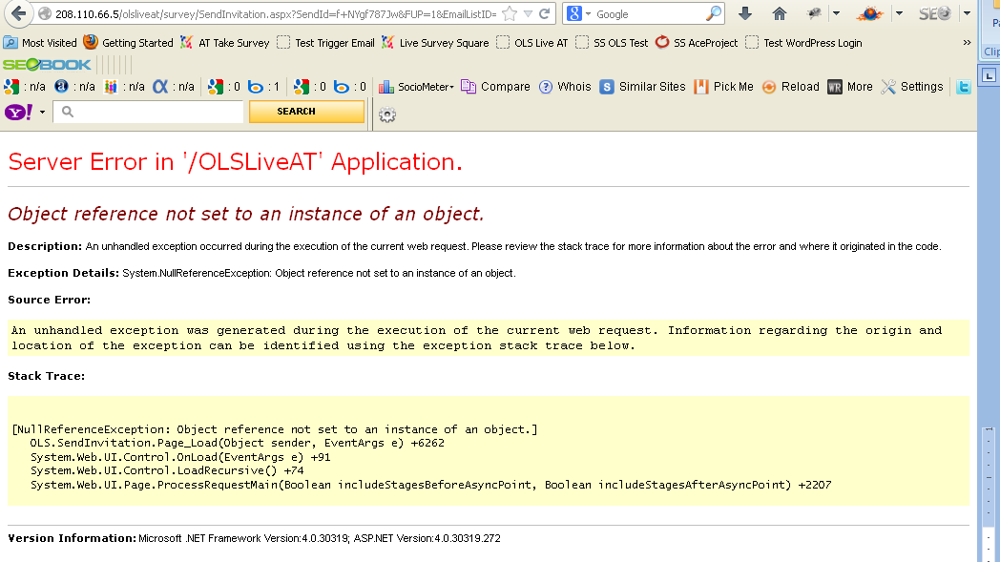 208.110.66.5/olsliveat/survey/SendInvitation.aspx?SendId=f+NYgf787Jw&FUP=1&EmailListID= Google SE
Most Visited Getting Started AT Take Survey Test Trigger Email Live Survey Square OLS Live AT SS OLS Test SS AceProject Test WordPress Login »
SEOBOOK
: n/a : n/a : n/a : n/a : 0 : 1 : 0 : 0 SocioMeter Compare Whois Similar Sites Pick Me Reload More Settings
Y! SEARCH
Clip
Server Error in '/OLSLiveAT' Application.
Object reference not set to an instance of an object.
Description: An unhandled exception occurred during the execution of the current web request. Please review the stack trace for more information about the error and where it originated in the code.
Exception Details: System.NullReferenceException: Object reference not set to an instance of an object.
Source Error:
An unhandled exception was generated during the execution of the current web request. Information regarding the origin and
location of the exception can be identified using the exception stack trace below.
Stack Trace:
[NullReferenceException: Object reference not set to an instance of an object.]
OLS.SendInvitation.Page_Load(Object sender, EventArgs e) +6262
System.Web.UI.Control.OnLoad(EventArgs e) +91
System.Web.UI.Control.LoadRecursive() +74
System.Web.UI.Page.ProcessRequestMain(Boolean includeStagesBeforeAsyncPoint, Boolean includeStagesAfterAsyncPoint) +2207
Version Information: Microsoft .NET Framework Version:4.0.30319; ASP.NET Version:4.0.30319.272